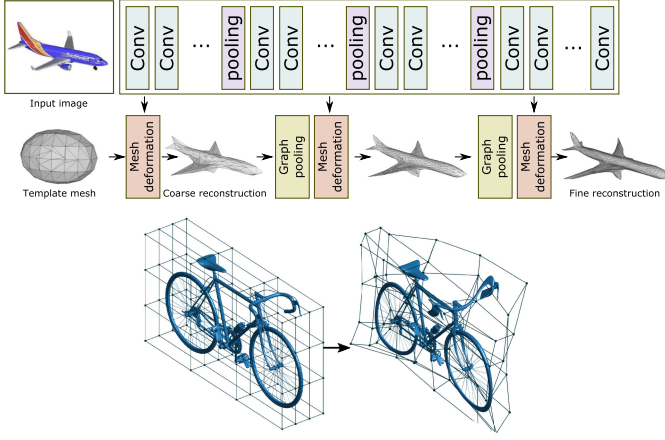 Conv
Conv
...
pooling
Conv
Conv
...
pooling
Conv
Conv
...
pooling
Conv
Conv
...
Conv
Input image
Template mesh
Mesh
deformation
Coarse reconstruction
Graph
pooling
Mesh
deformation
Graph
pooling
Mesh
deformation
Fine reconstruction